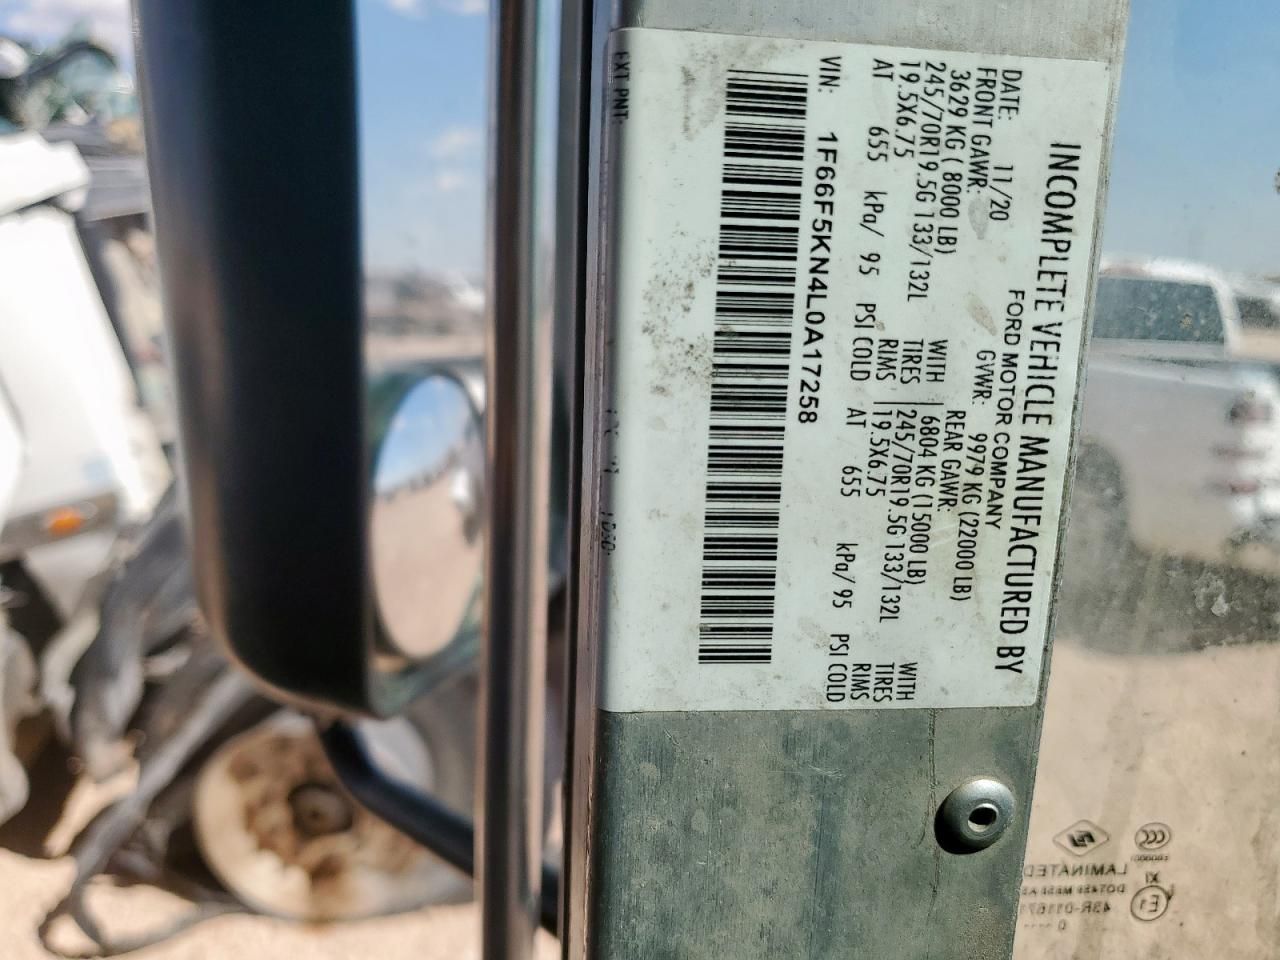 INCOMPLETE VEHICLE MANUFACTURED BY
FORD MOTOR COMPANY
DATE: 11/20 GVWR: 9979 KG (22000 LB)
FRONT GAWR: REAR GAWR:
3629 KG ( 8000 LB) WITH 6804 KG (15000 LB) WITH
245/70R19.5G 133/132L TIRES 245/70R19.5G 133/132L TIRES
19.5X6.75 RIMS 19.5X6.75 RIMS
AT 655 kPa/ 95 PSI COLD AT 655 kPa/ 95 PSI COLD
VIN: 1F66F5KN4L0A17258
EXT PNT:
LAMINATED